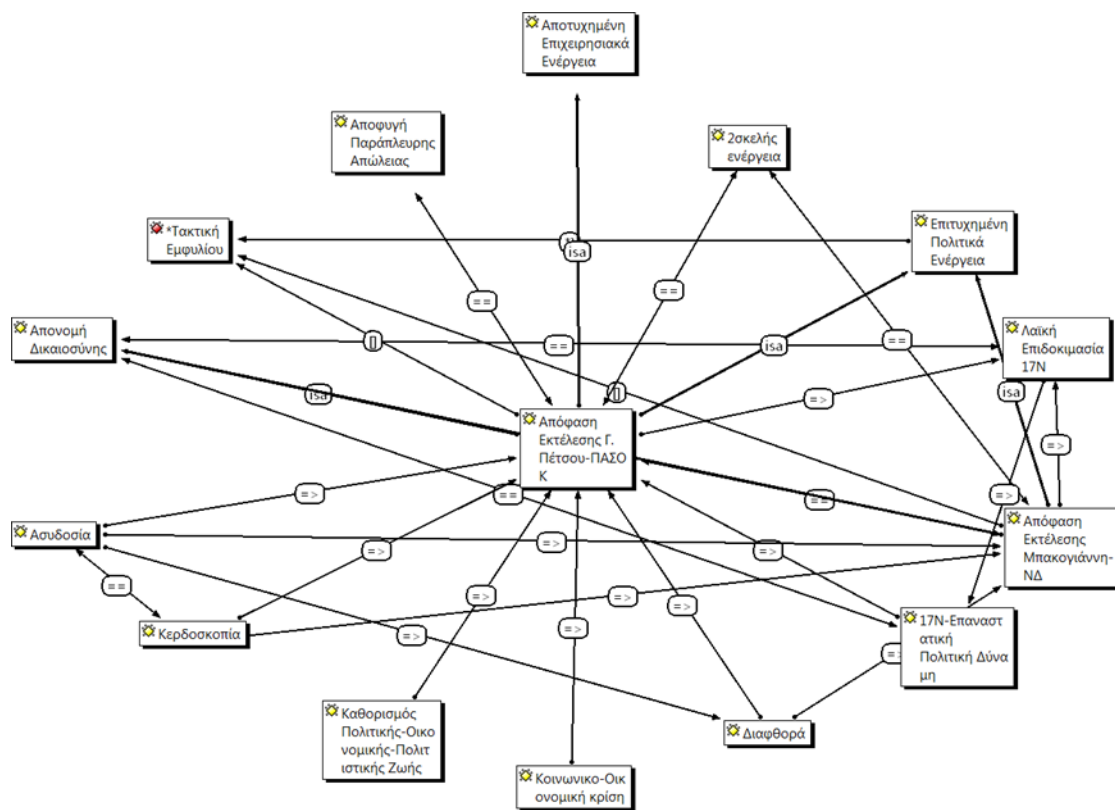 Αποτυχημένη
Επιχειρησιακά
Ενέργεια
Αποφυγή
Παράπλευρης
Απώλειας
2σκελής
ενέργεια
*Τακτική
Εμφυλίου
isa
Επιτυχημένη
Πολιτικά
Ενέργεια
==
==
Απονομή
Δικαιοσύνης
[]
==
isa
==
Λαϊκή
Επιδοκιμασία
17Ν
isa
[]
=>
isa
Απόφαση
Εκτέλεσης Γ.
Πέτσου-ΠΑΣΟ
Κ
=>
=>
==
==
=>
Ασυδοσία
=>
=>
=>
Απόφαση
Εκτέλεσης
Μπακογιάννη-
ΝΔ
==
=>
=>
=>
Κερδοσκοπία
=>
=>
17Ν-Επαναστ
ατική
Πολιτική Δύνα
μη
=>
Καθορισμός
Πολιτικής-Οικο
νομικής-Πολιτ
ιστικής Ζωής
Διαφθορά
Κοινωνικο-Οικ
ονομική κρίση